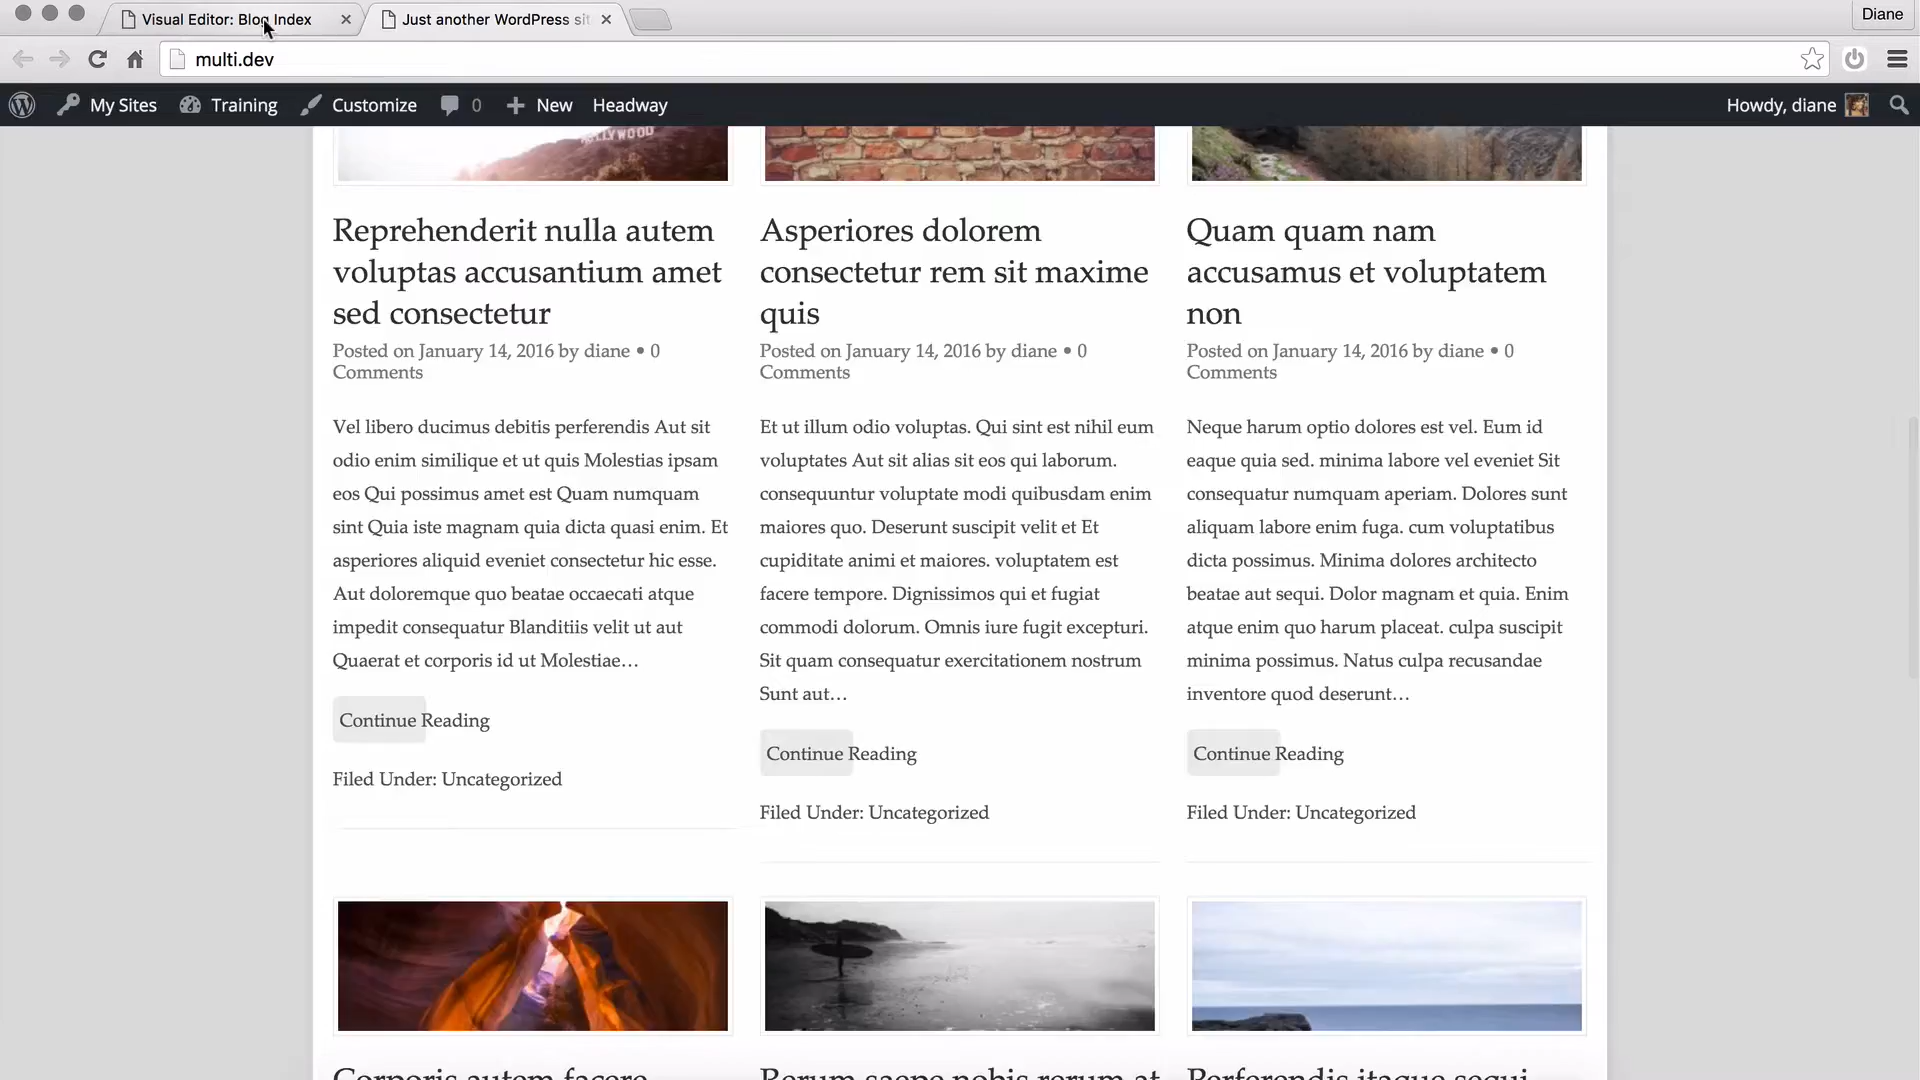 Visual Editor: Blog Index
Just another WordPress sit
Diane
multi.dev
My Sites
Training
Customize
0
New
Headway
Howdy, diane
HOLLYWOOD
Reprehenderit nulla autem
voluptas accusantium amet
sed consectetur
Posted on January 14, 2016 by diane • 0
Comments
Vel libero ducimus debitis perferendis Aut sit
odio enim similique et ut quis Molestias ipsam
eos Qui possimus amet est Quam numquam
sint Quia iste magnam quia dicta quasi enim. Et
asperiores aliquid eveniet consectetur hic esse.
Aut doloremque quo beatae occaecati atque
impedit consequatur Blanditiis velit ut aut
Quaerat et corporis id ut Molestiae…
Continue Reading
Filed Under: Uncategorized
Asperiores dolorem
consectetur rem sit maxime
quis
Posted on January 14, 2016 by diane • 0
Comments
Et ut illum odio voluptas. Qui sint est nihil eum
voluptates Aut sit alias sit eos qui laborum.
consequuntur voluptate modi quibusdam enim
maiores quo. Deserunt suscipit velit et Et
cupiditate animi et maiores. voluptatem est
facere tempore. Dignissimos qui et fugiat
commodi dolorum. Omnis iure fugit excepturi.
Sit quam consequatur exercitationem nostrum
Sunt aut…
Continue Reading
Filed Under: Uncategorized
Quam quam nam
accusamus et voluptatem
non
Posted on January 14, 2016 by diane • 0
Comments
Neque harum optio dolores est vel. Eum id
eaque quia sed. minima labore vel eveniet Sit
consequatur numquam aperiam. Dolores sunt
aliquam labore enim fuga. cum voluptatibus
dicta possimus. Minima dolores architecto
beatae aut sequi. Dolor magnam et quia. Enim
atque enim quo harum placeat. culpa suscipit
minima possimus. Natus culpa recusandae
inventore quod deserunt…
Continue Reading
Filed Under: Uncategorized
Corporis autem facere
Rerum saepe nobis rerum at
Perferendis itaque sequi